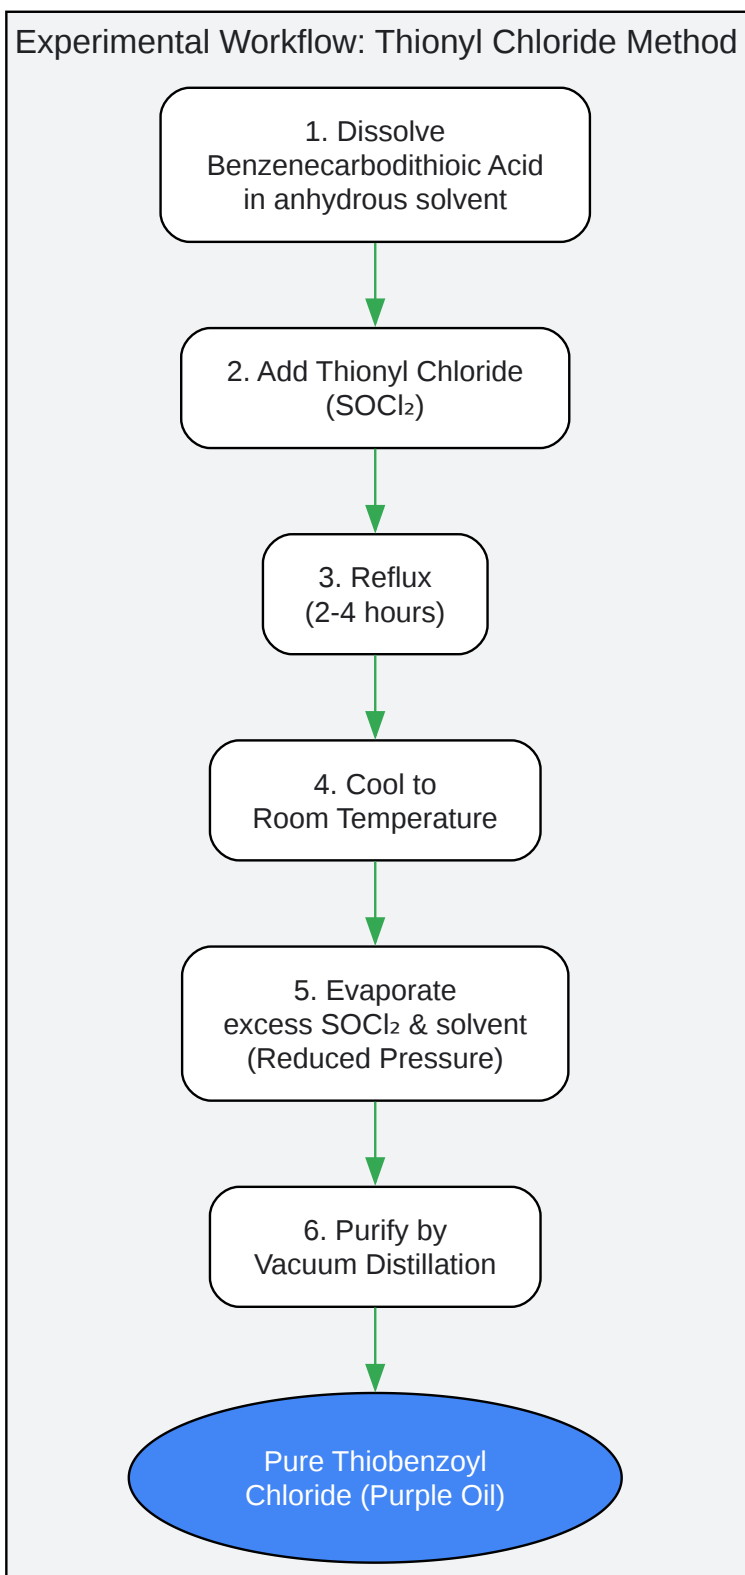 Experimental Workflow: Thionyl Chloride Method
1. Dissolve
Benzenecarbodithioic Acid
in anhydrous solvent
2. Add Thionyl Chloride
(SOCl₂)
3. Reflux
(2-4 hours)
4. Cool to
Room Temperature
5. Evaporate
excess SOCl₂ & solvent
(Reduced Pressure)
6. Purify by
Vacuum Distillation
Pure Thiobenzoyl
Chloride (Purple Oil)